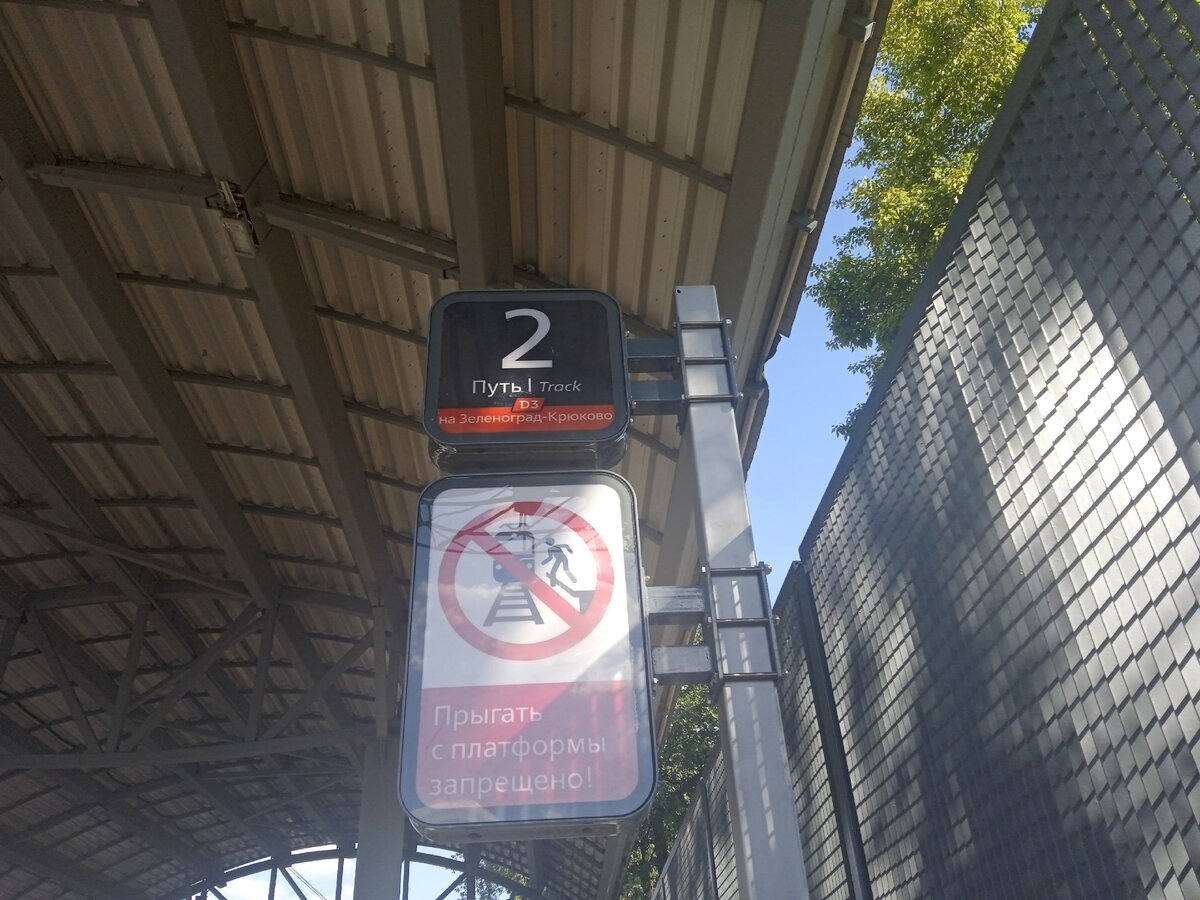 2
Путь | Track
D3
на Зеленоград-Крюково
Прыгать
с платформы
запрещено!